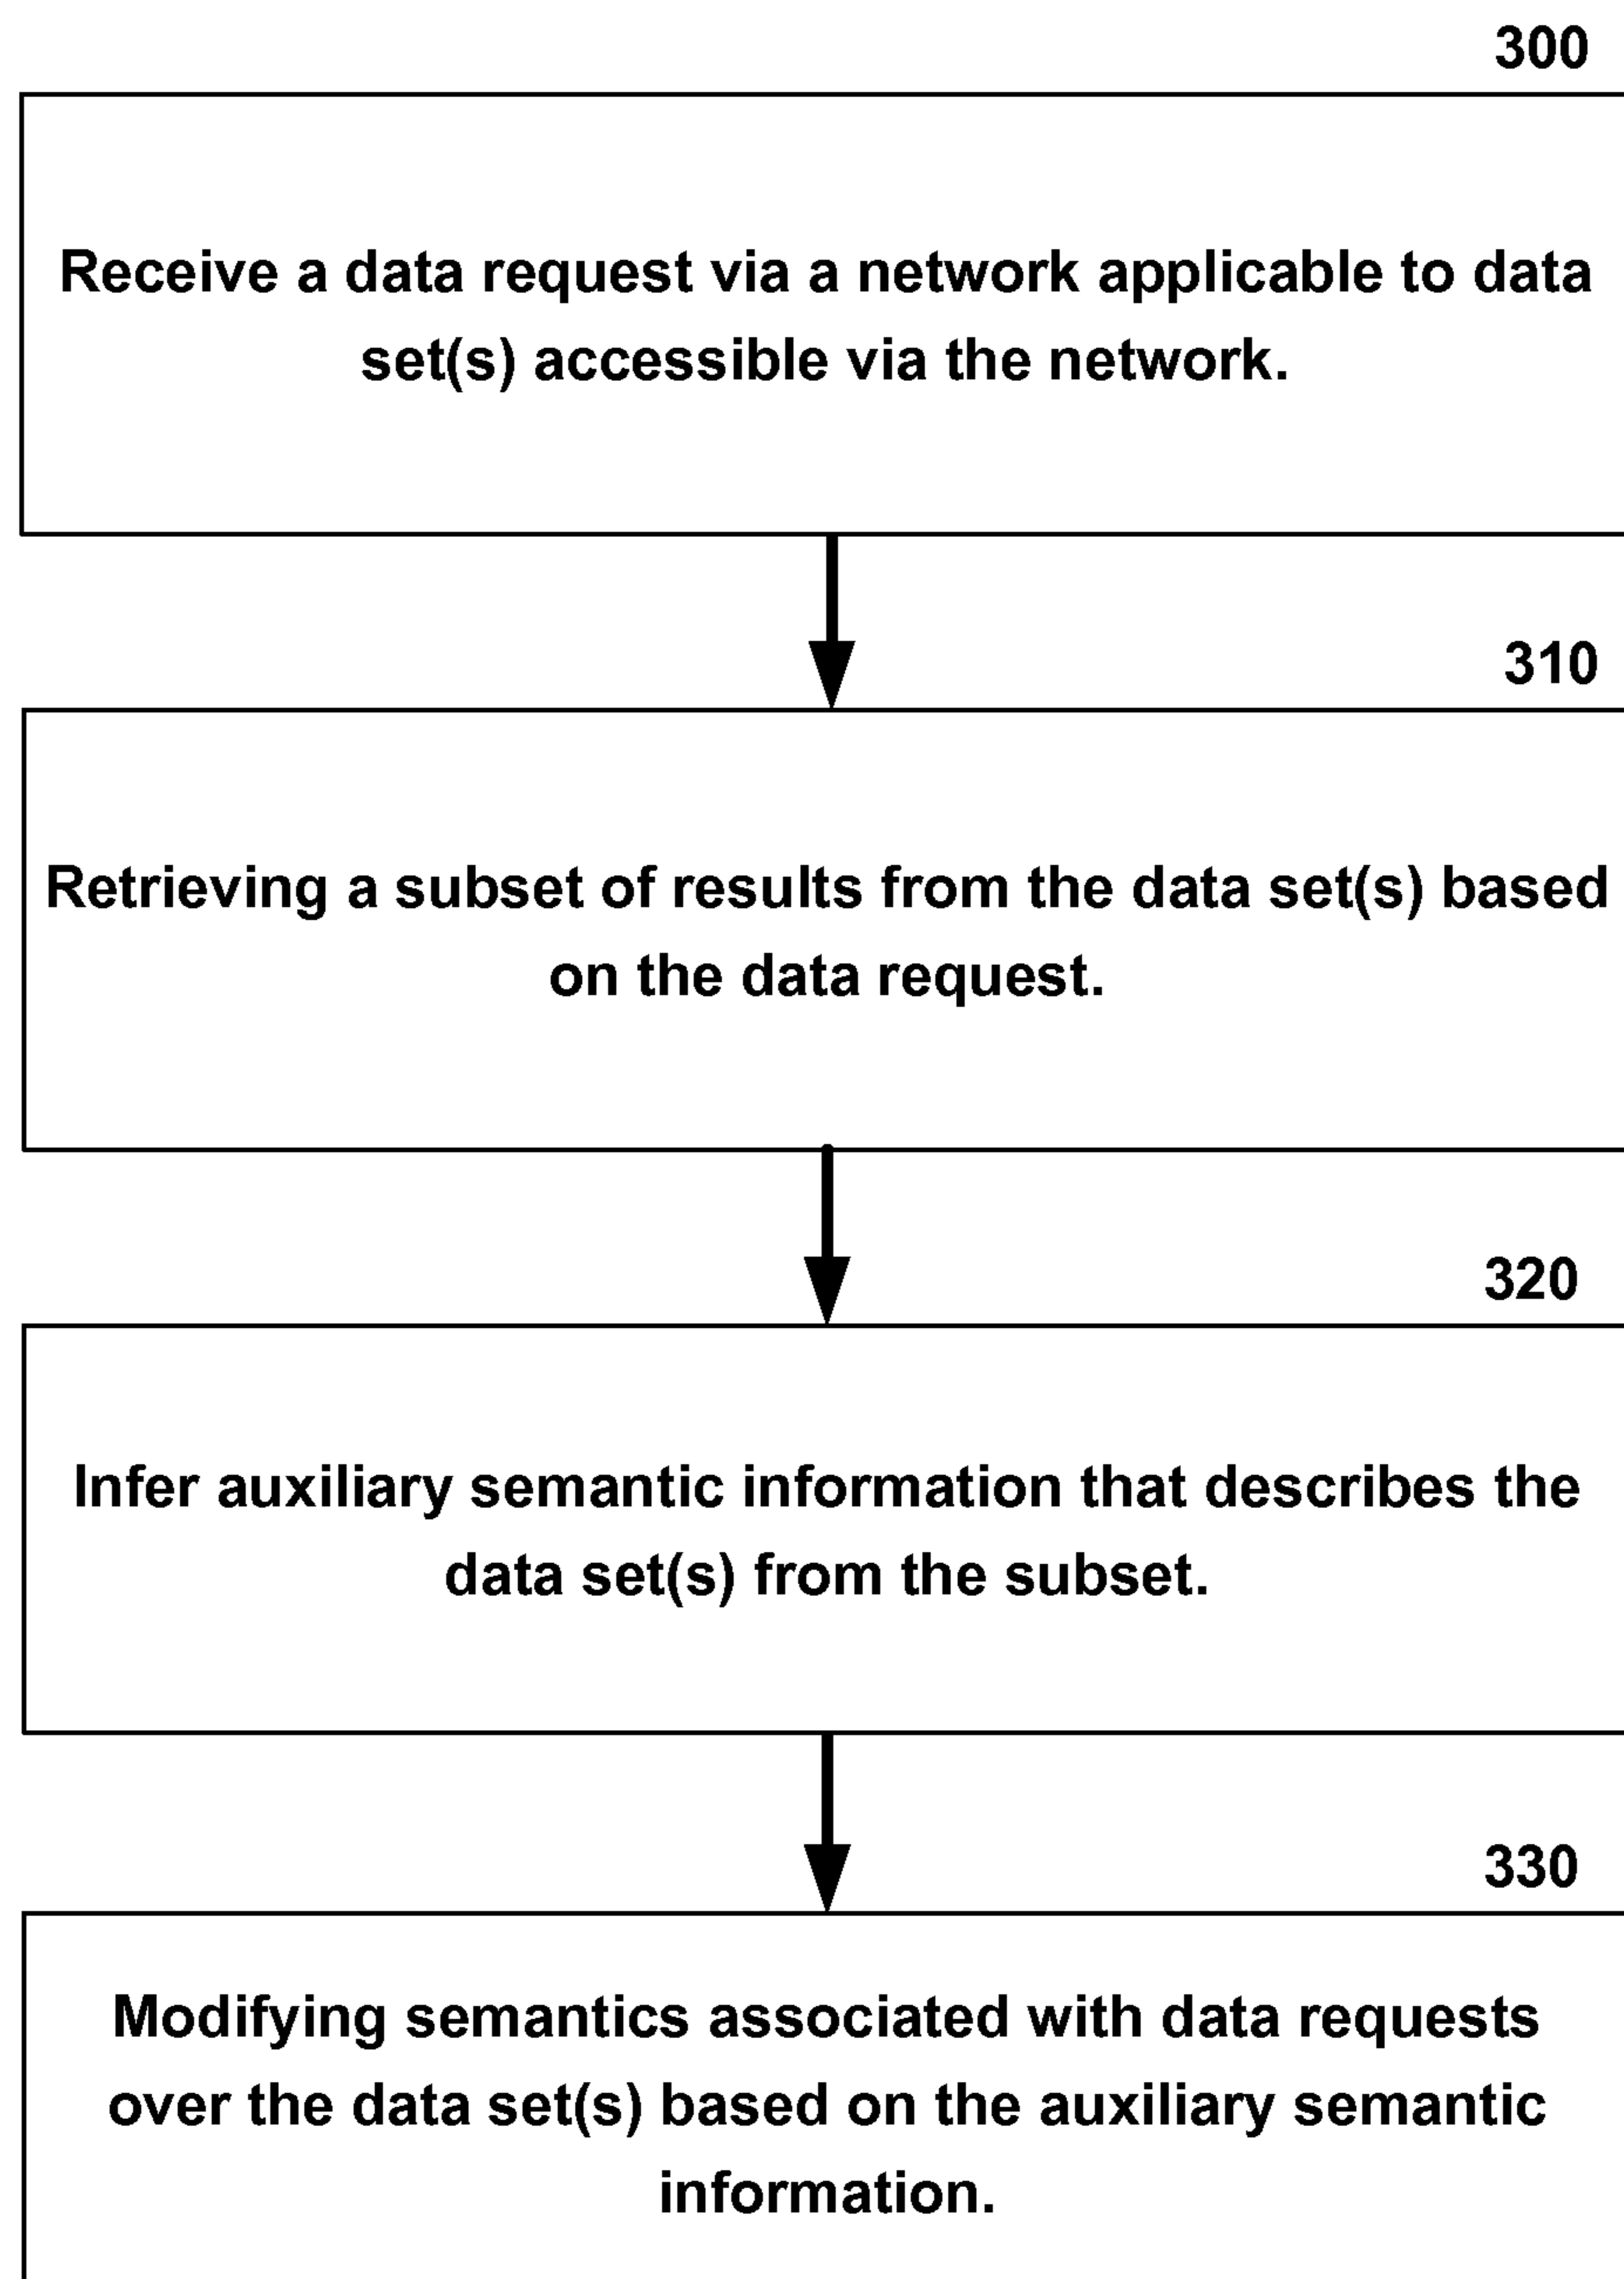 300
Receive a data request via a network applicable to data
set(s) accessible via the network.
310
Retrieving a subset of results from the data set(s) based
on the data request.
320
Infer auxiliary semantic information that describes the
data set(s) from the subset.
330
Modifying semantics associated with data requests
over the data set(s) based on the auxiliary semantic
information.